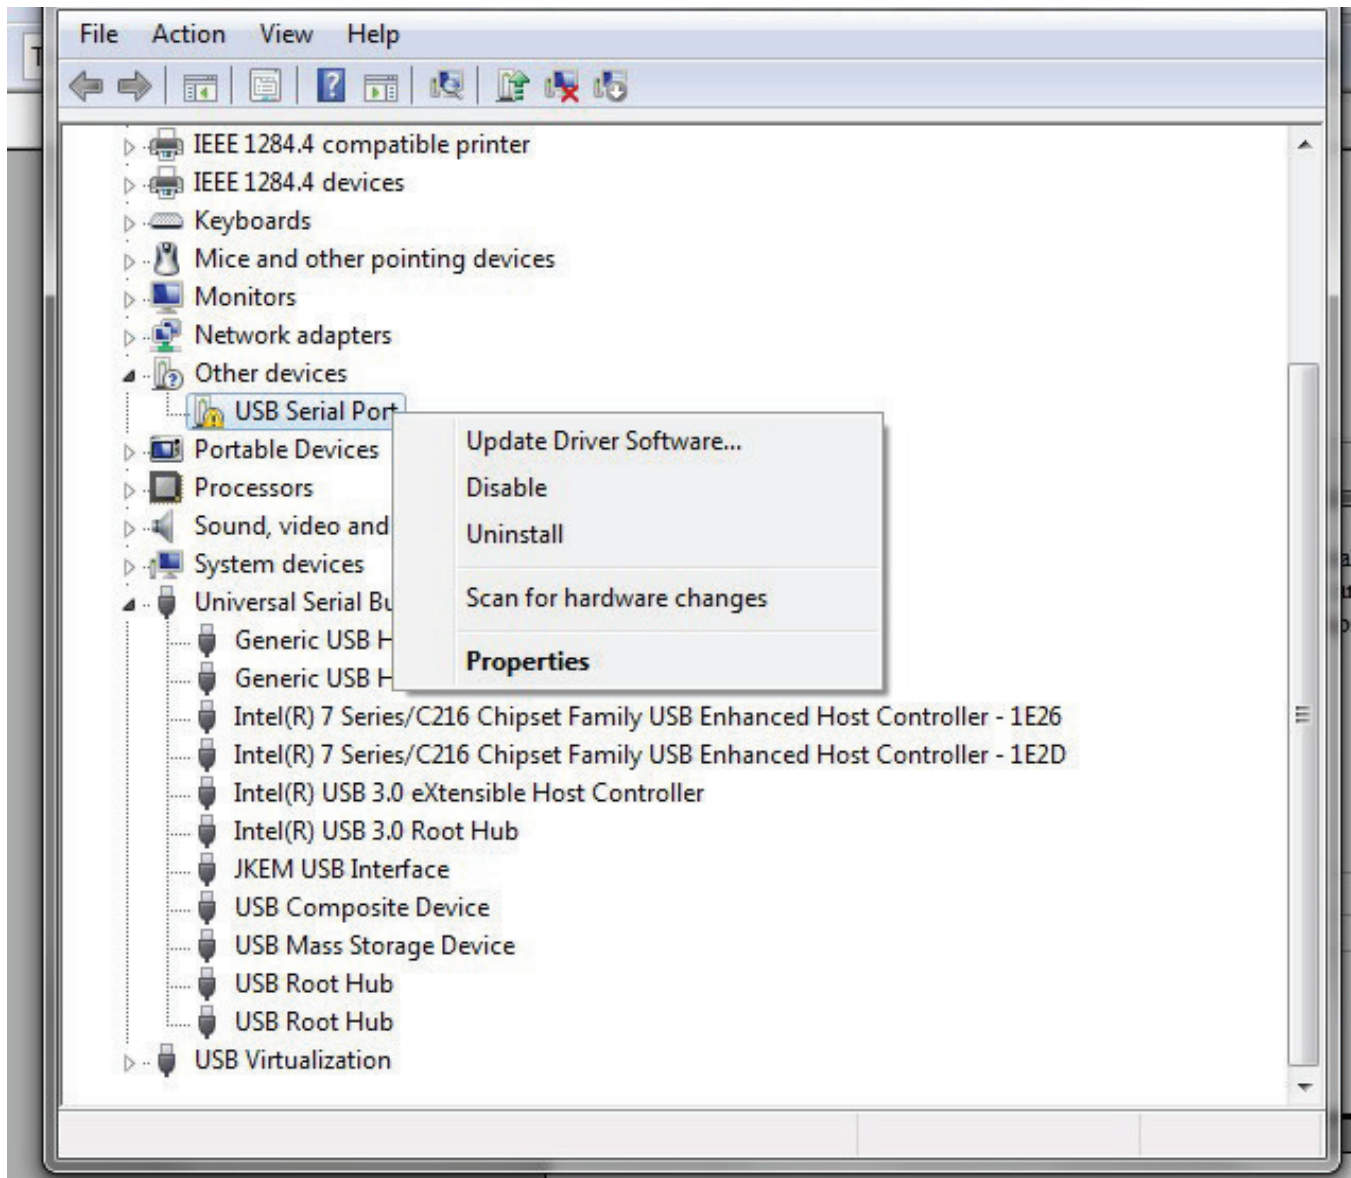 File Action View Help
IEEE 1284.4 compatible printer
IEEE 1284.4 devices
Keyboards
Mice and other pointing devices
Monitors
Network adapters
Other devices
USB Serial Port
Update Driver Software...
Disable
Uninstall
Scan for hardware changes
Properties
Portable Devices
Processors
Sound, video and
System devices
Universal Serial Bu
Generic USB H
Generic USB H
Intel(R) 7 Series/C216 Chipset Family USB Enhanced Host Controller - 1E26
Intel(R) 7 Series/C216 Chipset Family USB Enhanced Host Controller - 1E2D
Intel(R) USB 3.0 eXtensible Host Controller
Intel(R) USB 3.0 Root Hub
JKEM USB Interface
USB Composite Device
USB Mass Storage Device
USB Root Hub
USB Root Hub
USB Virtualization